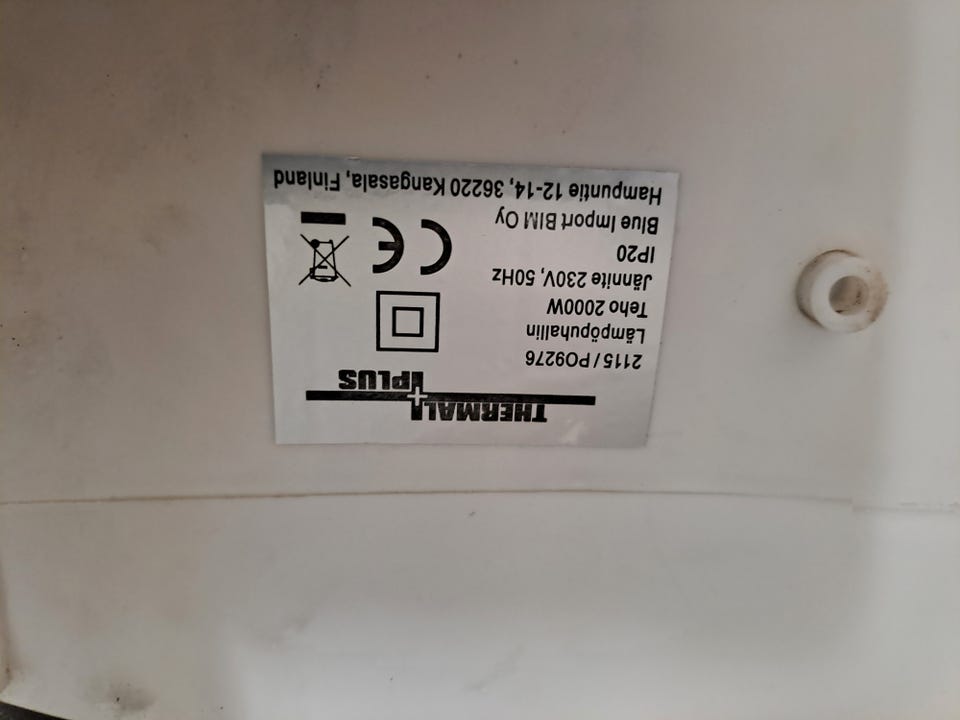 THERMAL
PLUS
2115 / PO9276
Lämpöpuhallin
Teho 2000W
Jännite 230V, 50Hz
IP20
Blue Import BIM Oy
Hampuntie 12-14, 36220 Kangasala, Finland
CE